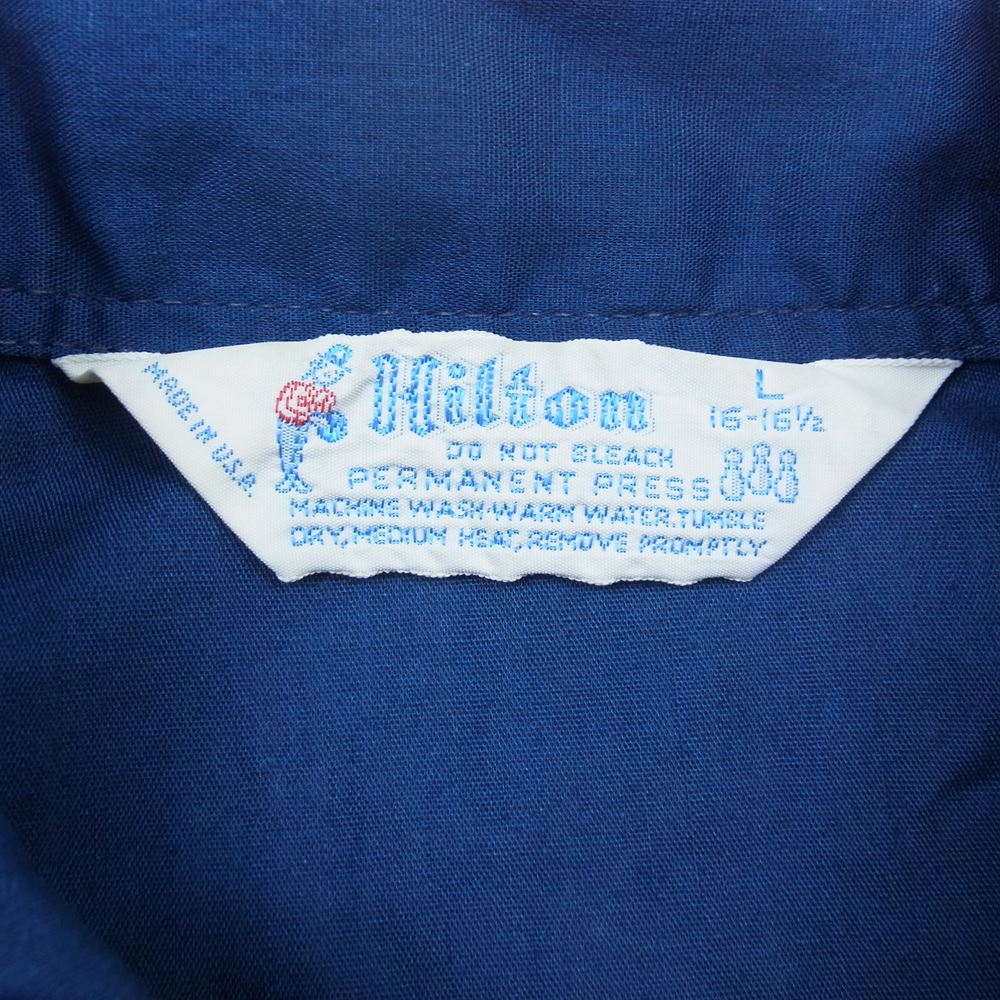 MADE IN U.S.A.
Hilton
L
16-16½
DO NOT BLEACH
PERMANENT PRESS
MACHINE WASH-WARM WATER, TUMBLE
DRY, MEDIUM HEAT, REMOVE PROMPTLY